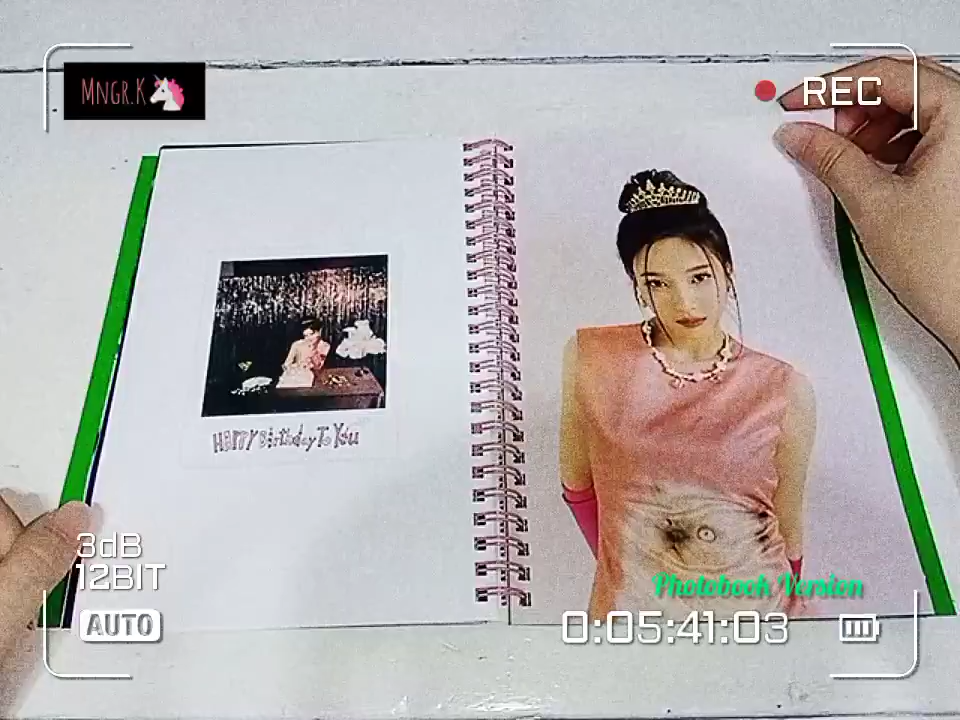 MNGR.K
REC
HAPPY Birthday To You
3dB
12BIT
AUTO
Photobook Version
0:05:41:03